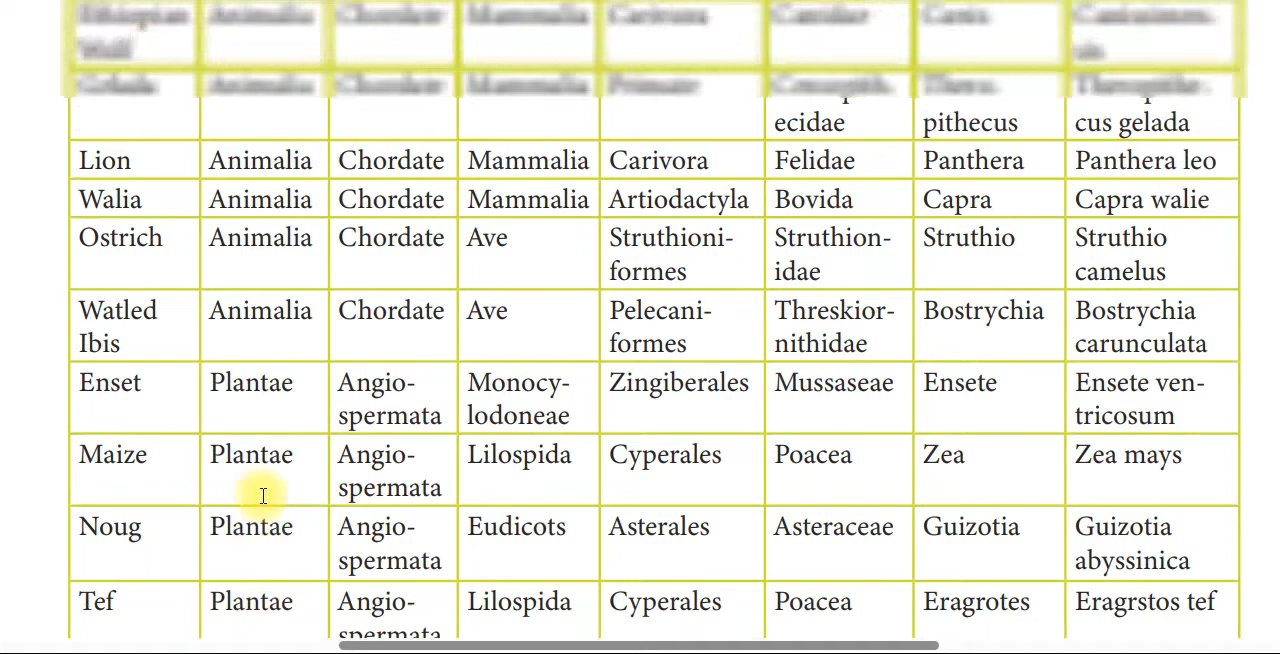 ecidae pithecus cus gelada
Lion Animalia Chordate Mammalia Carivora Felidae Panthera Panthera leo
Walia Animalia Chordate Mammalia Artiodactyla Bovida Capra Capra walie
Ostrich Animalia Chordate Ave Struthioni- Struthion- Struthio Struthio
formes idae camelus
Watled Animalia Chordate Ave Pelecani- Threskior- Bostrychia Bostrychia
Ibis formes nithidae carunculata
Enset Plantae Angio- Monocy- Zingiberales Mussaseae Ensete Ensete ven-
spermata lodoneae tricosum
Maize Plantae Angio- Lilospida Cyperales Poacea Zea Zea mays
spermata
Noug Plantae Angio- Eudicots Asterales Asteraceae Guizotia Guizotia
spermata abyssinica
Tef Plantae Angio- Lilospida Cyperales Poacea Eragrotes Eragrstos tef
spermata